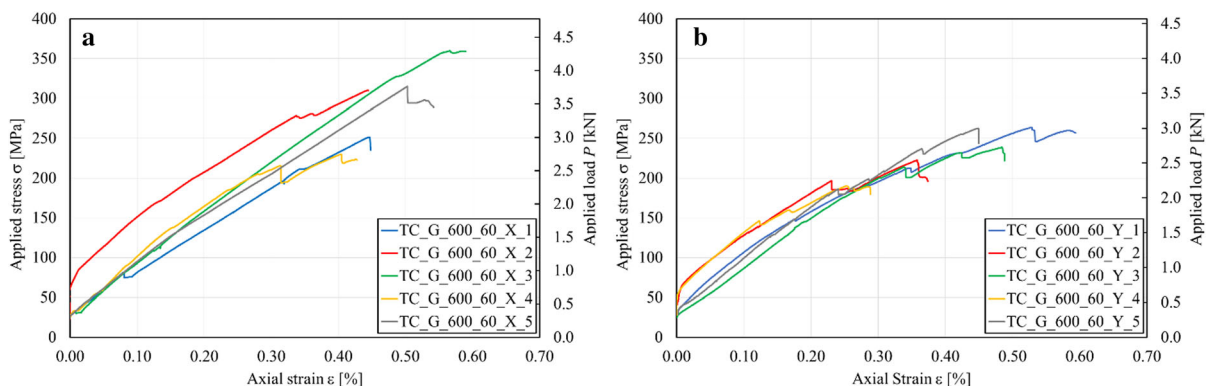 a
400
350
300
250
200
150
100
50
0
Applied stress σ [MPa]
0.00 0.10 0.20 0.30 0.40 0.50 0.60 0.70
Axial strain ε [%]
4.5
4.0
3.5
3.0
2.5
2.0
1.5
1.0
0.5
0.0
Applied load P [kN]
TC_G_600_60_X_1
TC_G_600_60_X_2
TC_G_600_60_X_3
TC_G_600_60_X_4
TC_G_600_60_X_5
b
400
350
300
250
200
150
100
50
0
Applied stress σ [MPa]
0.00 0.10 0.20 0.30 0.40 0.50 0.60 0.70
Axial Strain ε [%]
4.5
4.0
3.5
3.0
2.5
2.0
1.5
1.0
0.5
0.0
Applied load P [kN]
TC_G_600_60_Y_1
TC_G_600_60_Y_2
TC_G_600_60_Y_3
TC_G_600_60_Y_4
TC_G_600_60_Y_5